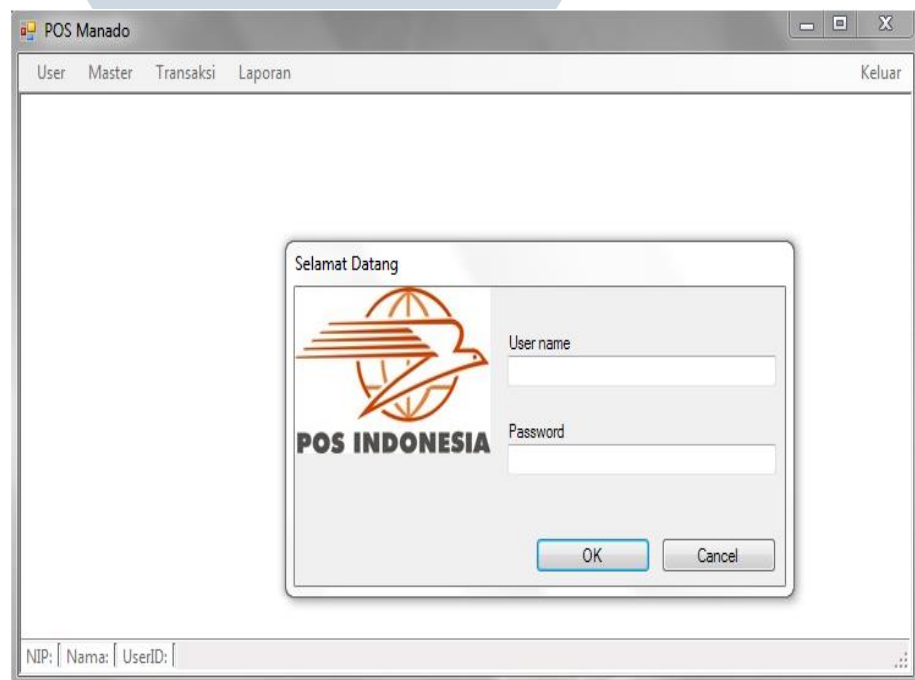 POS Manado
User Master Transaksi Laporan Keluar
Selamat Datang
User name
POS INDONESIA
Password
OK Cancel
NIP: Nama: UserID: